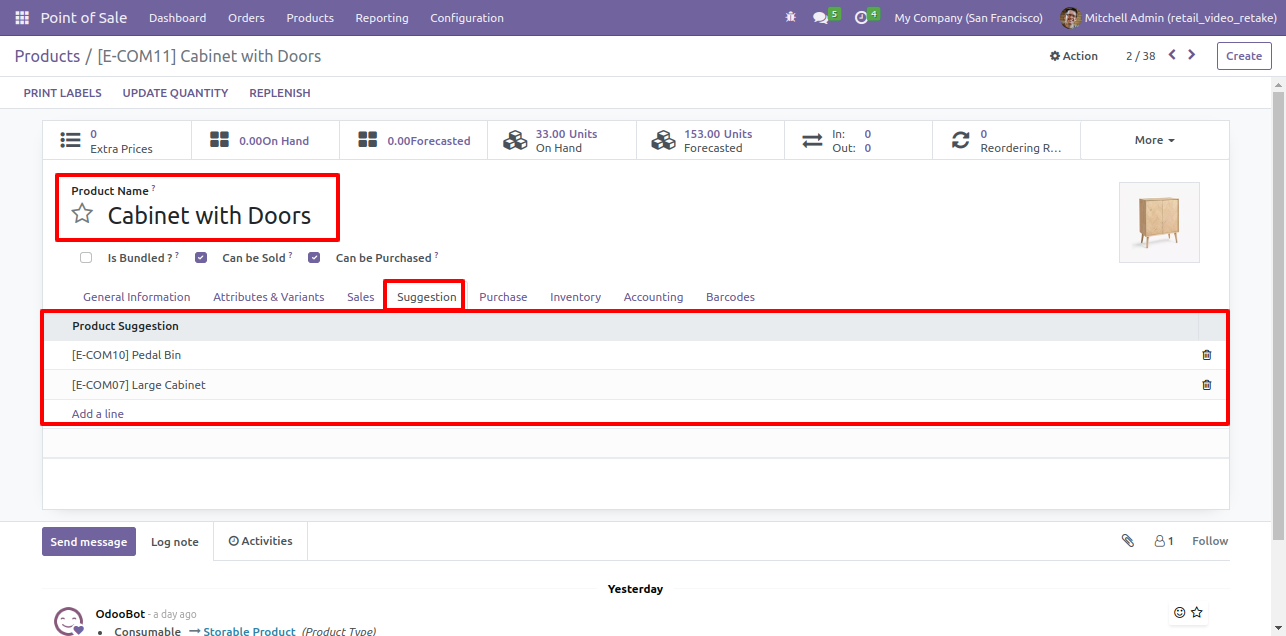 Point of Sale Dashboard Orders Products Reporting Configuration 5 4 My Company (San Francisco) Mitchell Admin (retail_video_retake)
Products / [E-COM11] Cabinet with Doors Action 2 / 38 Create
PRINT LABELS UPDATE QUANTITY REPLENISH
0 Extra Prices
0.00On Hand
0.00Forecasted
33.00 Units On Hand
153.00 Units Forecasted
In: 0
Out: 0
0 Reordering R...
More
Product Name ?
Cabinet with Doors
Is Bundled ? ? Can be Sold ? Can be Purchased ?
General Information Attributes & Variants Sales Suggestion Purchase Inventory Accounting Barcodes
Product Suggestion
[E-COM10] Pedal Bin
[E-COM07] Large Cabinet
Add a line
Send message Log note Activities 1 Follow
Yesterday
OdooBot - a day ago
• Consumable → Storable Product (Product Type)